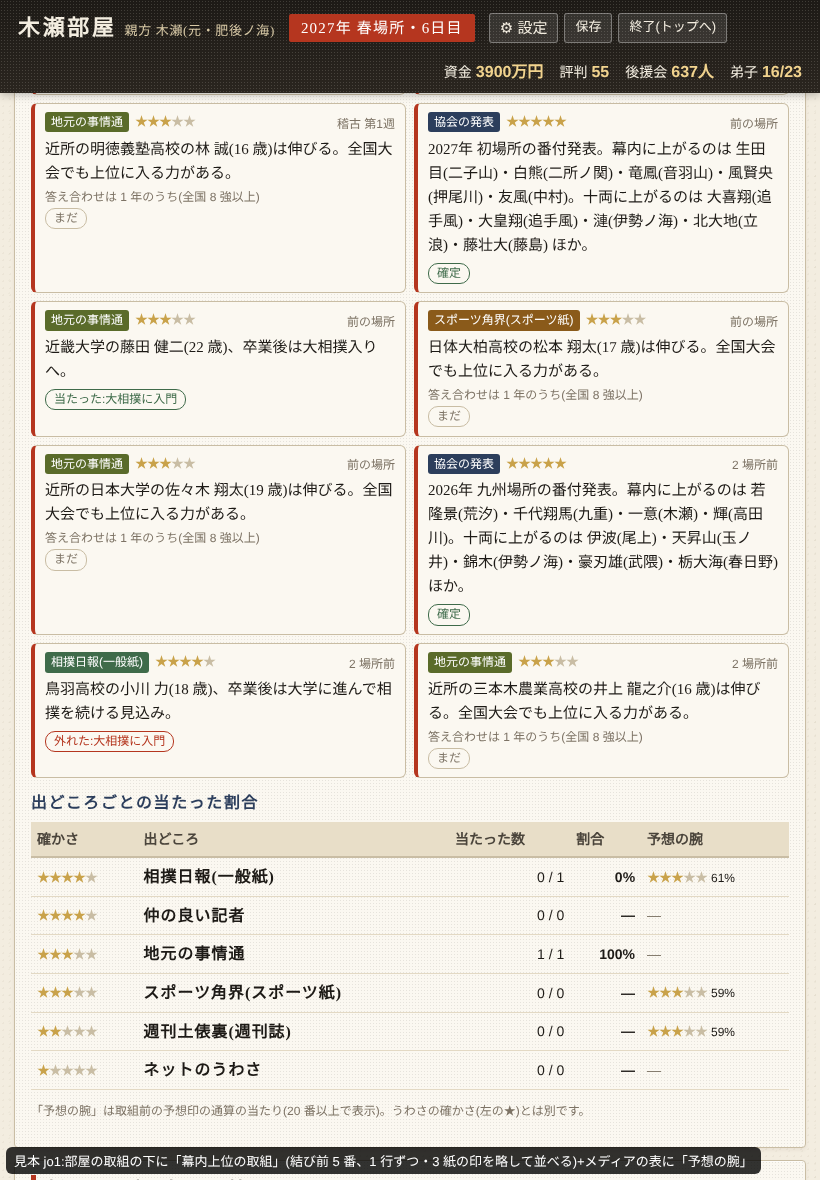 木瀬部屋 親方 木瀬(元・肥後ノ海) 2027年 春場所・6日目 ⚙ 設定 保存 終了(トップへ)
資金 3900万円 評判 55 後援会 637人 弟子 16/23
地元の事情通 ★★★★★ 稽古 第1週
近所の明徳義塾高校の林 誠(16 歳)は伸びる。全国大
会でも上位に入る力がある。
答え合わせは 1 年のうち(全国 8 強以上)
まだ
協会の発表 ★★★★★ 前の場所
2027年 初場所の番付発表。幕内に上がるのは 生田
目(二子山)・白熊(二所ノ関)・竜鳳(音羽山)・風賢央
(押尾川)・友風(中村)。十両に上がるのは 大喜翔(追
手風)・大皇翔(追手風)・漣(伊勢ノ海)・北大地(立
浪)・藤壮大(藤島) ほか。
確定
地元の事情通 ★★★★★ 前の場所
近畿大学の藤田 健二(22 歳)、卒業後は大相撲入り
へ。
当たった:大相撲に入門
スポーツ角界(スポーツ紙) ★★★★★ 前の場所
日体大柏高校の松本 翔太(17 歳)は伸びる。全国大会
でも上位に入る力がある。
答え合わせは 1 年のうち(全国 8 強以上)
まだ
地元の事情通 ★★★★★ 前の場所
近所の日本大学の佐々木 翔太(19 歳)は伸びる。全国
大会でも上位に入る力がある。
答え合わせは 1 年のうち(全国 8 強以上)
まだ
協会の発表 ★★★★★ 2 場所前
2026年 九州場所の番付発表。幕内に上がるのは 若
隆景(荒汐)・千代翔馬(九重)・一意(木瀬)・輝(高田
川)。十両に上がるのは 伊波(尾上)・天昇山(玉ノ
井)・錦木(伊勢ノ海)・豪刃雄(武隈)・栃大海(春日野)
ほか。
確定
相撲日報(一般紙) ★★★★★ 2 場所前
鳥羽高校の小川 力(18 歳)、卒業後は大学に進んで相
撲を続ける見込み。
外れた:大相撲に入門
地元の事情通 ★★★★★ 2 場所前
近所の三本木農業高校の井上 龍之介(16 歳)は伸び
る。全国大会でも上位に入る力がある。
答え合わせは 1 年のうち(全国 8 強以上)
まだ
出どころごとの当たった割合
確かさ 出どころ 当たった数 割合 予想の腕
★★★★★ 相撲日報(一般紙) 0 / 1 0% ★★★★★ 61%
★★★★★ 仲の良い記者 0 / 0 — —
★★★★★ 地元の事情通 1 / 1 100% —
★★★★★ スポーツ角界(スポーツ紙) 0 / 0 — ★★★★★ 59%
★★★★★ 週刊土俵裏(週刊誌) 0 / 0 — ★★★★★ 59%
★★★★★ ネットのうわさ 0 / 0 — —
「予想の腕」は取組前の予想印の通算の当たり(20 番以上で表示)。うわさの確かさ(左の★)とは別です。
見本 jo1:部屋の取組の下に「幕内上位の取組」(結び前 5 番、1 行ずつ・3 紙の印を略して並べる)+メディアの表に「予想の腕」